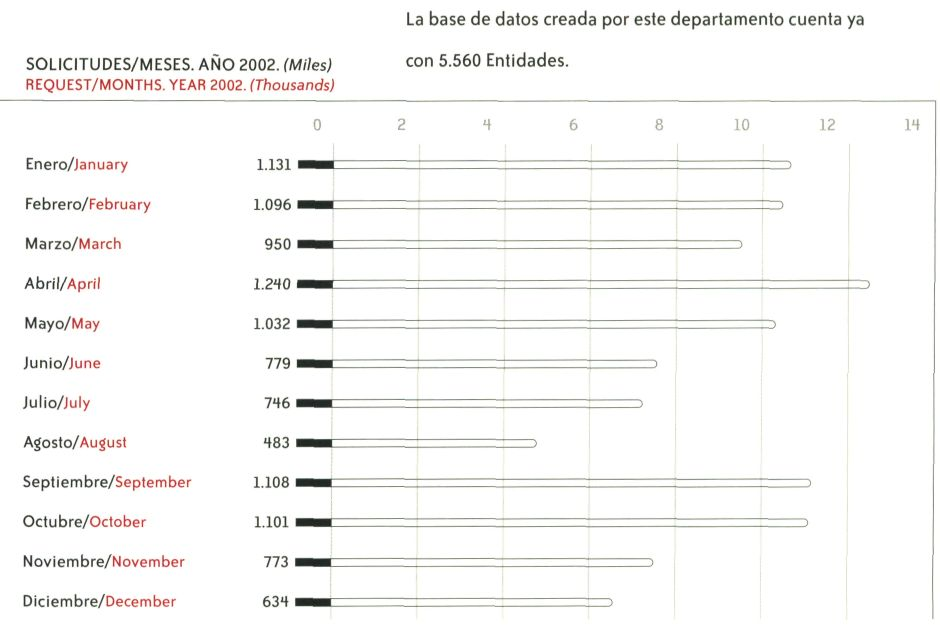 La base de datos creada por este departamento cuenta ya
con 5.560 Entidades.
SOLICITUDES/MESES. AÑO 2002. (Miles)
REQUEST/MONTHS. YEAR 2002. (Thousands)
0 2 4 6 8 10 12 14
Enero/January 1.131
Febrero/February 1.096
Marzo/March 950
Abril/April 1.240
Mayo/May 1.032
Junio/June 779
Julio/July 746
Agosto/August 483
Septiembre/September 1.108
Octubre/October 1.101
Noviembre/November 773
Diciembre/December 634